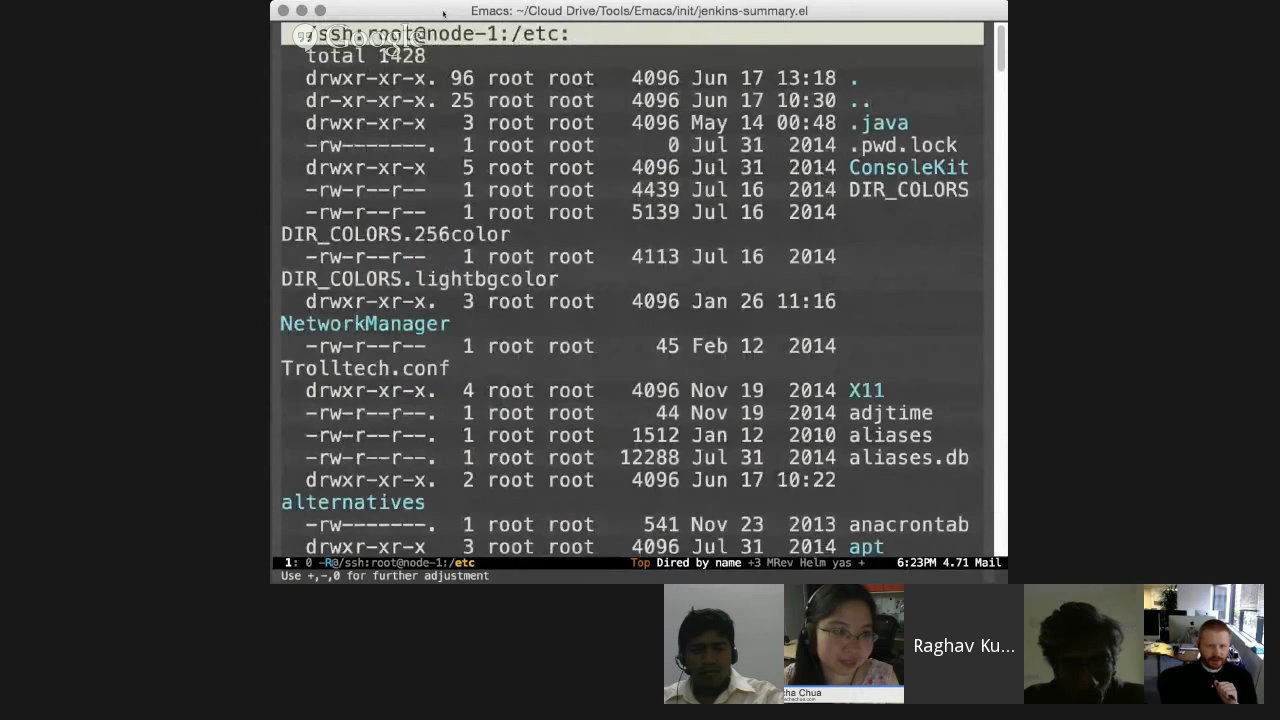 Emacs: ~/Cloud Drive/Tools/Emacs/init/jenkins-summary.el
/ssh:root@node-1:/etc:
Google
total 1428
drwxr-xr-x. 96 root root 4096 Jun 17 13:18 .
dr-xr-xr-x. 25 root root 4096 Jun 17 10:30 ..
drwxr-xr-x 3 root root 4096 May 14 00:48 .java
-rw-------. 1 root root 0 Jul 31 2014 .pwd.lock
drwxr-xr-x 5 root root 4096 Jul 31 2014 ConsoleKit
-rw-r--r-- 1 root root 4439 Jul 16 2014 DIR_COLORS
-rw-r--r-- 1 root root 5139 Jul 16 2014
DIR_COLORS.256color
-rw-r--r-- 1 root root 4113 Jul 16 2014
DIR_COLORS.lightbgcolor
drwxr-xr-x. 3 root root 4096 Jan 26 11:16
NetworkManager
-rw-r--r-- 1 root root 45 Feb 12 2014
Trolltech.conf
drwxr-xr-x. 4 root root 4096 Nov 19 2014 X11
-rw-r--r--. 1 root root 44 Nov 19 2014 adjtime
-rw-r--r--. 1 root root 1512 Jan 12 2010 aliases
-rw-r--r--. 1 root root 12288 Jul 31 2014 aliases.db
drwxr-xr-x. 2 root root 4096 Jun 17 10:22
alternatives
-rw-------. 1 root root 541 Nov 23 2013 anacrontab
drwxr-xr-x 3 root root 4096 Jul 31 2014 apt
1: 0 -R@/ssh:root@node-1:/etc Top Dired by name +3 MRev Helm yas + 6:23PM 4.71 Mail
Use +,-,0 for further adjustment
Raghav Ku...
cha Chua